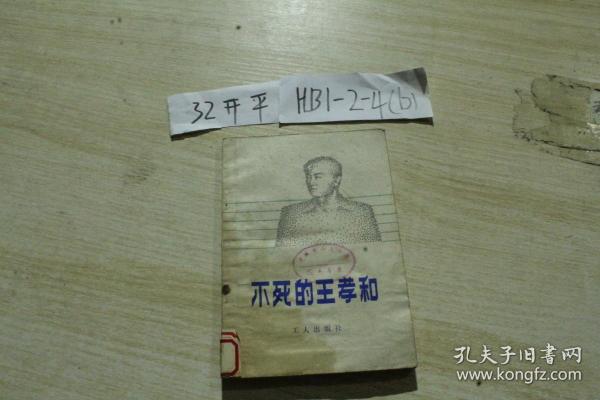 32开平
HB1-2-4(b)
不死的王孝和
工人出版社
孔夫子旧書网
www.kongfz.com